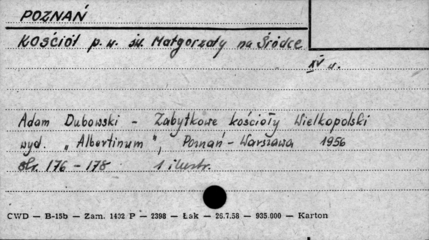 POZNAŃ
Kościół p.w. św. Małgorzaty na Śródce
XV w.
Adam Dubowski - Zabytkowe kościoły Wielkopolski
wyd. „Albertinum", Poznań - Warszawa 1956
str. 176 - 178 1 ilustr.
CWD — B-15b — Zam. 1432 P — 2398 — Łak — 26.7.58 — 935.000 — Karton